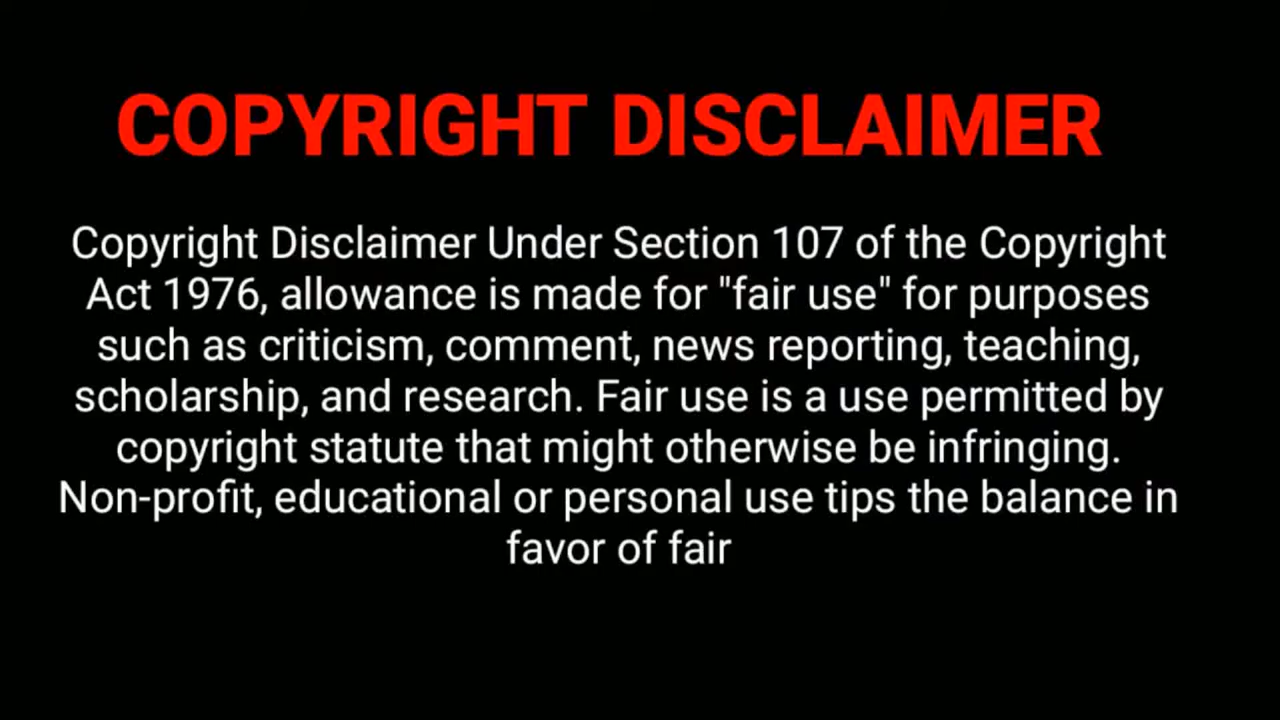 COPYRIGHT DISCLAIMER
Copyright Disclaimer Under Section 107 of the Copyright
Act 1976, allowance is made for "fair use" for purposes
such as criticism, comment, news reporting, teaching,
scholarship, and research. Fair use is a use permitted by
copyright statute that might otherwise be infringing.
Non-profit, educational or personal use tips the balance in
favor of fair